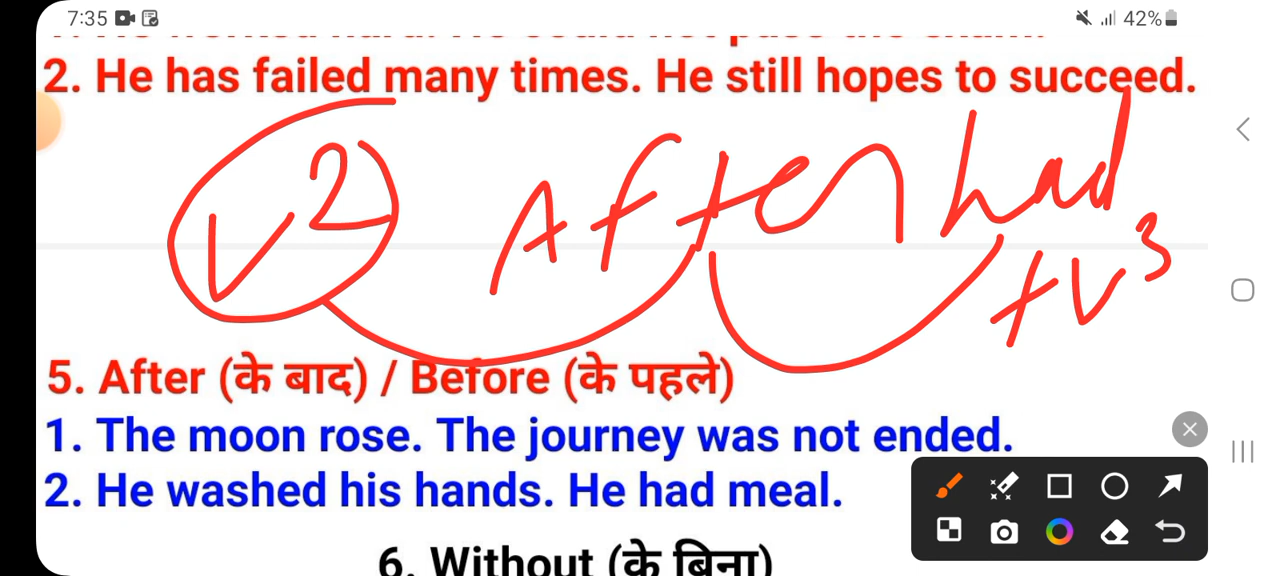 7:35 42%
2. He has failed many times. He still hopes to succeed.
V2 After had
+V3
5. After (के बाद) / Before (के पहले)
1. The moon rose. The journey was not ended.
2. He washed his hands. He had meal.
6. Without (के बिना)